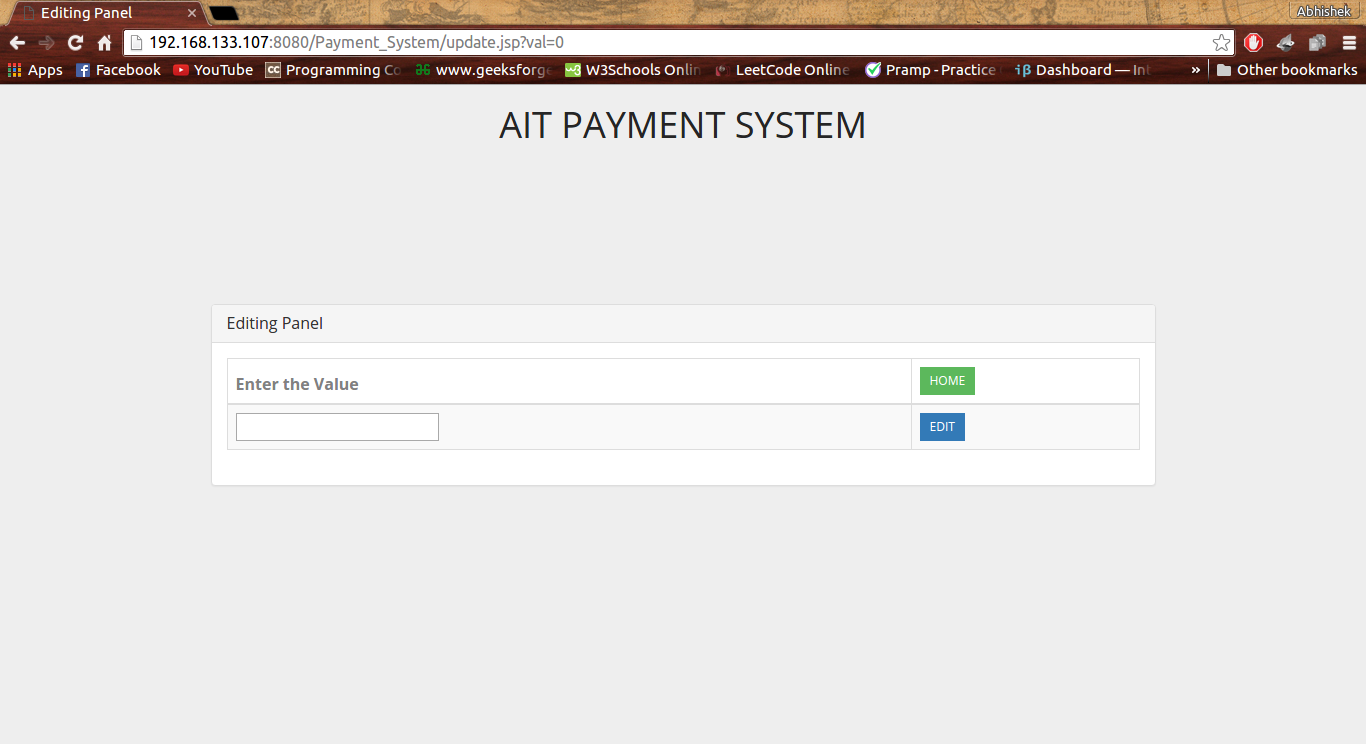 Editing Panel
Abhishek
192.168.133.107:8080/Payment_System/update.jsp?val=0
Apps Facebook YouTube Programming Co www.geeksforge W3Schools Onlin LeetCode Online Pramp - Practice Dashboard — Int » Other bookmarks
AIT PAYMENT SYSTEM
Editing Panel
Enter the Value HOME
EDIT